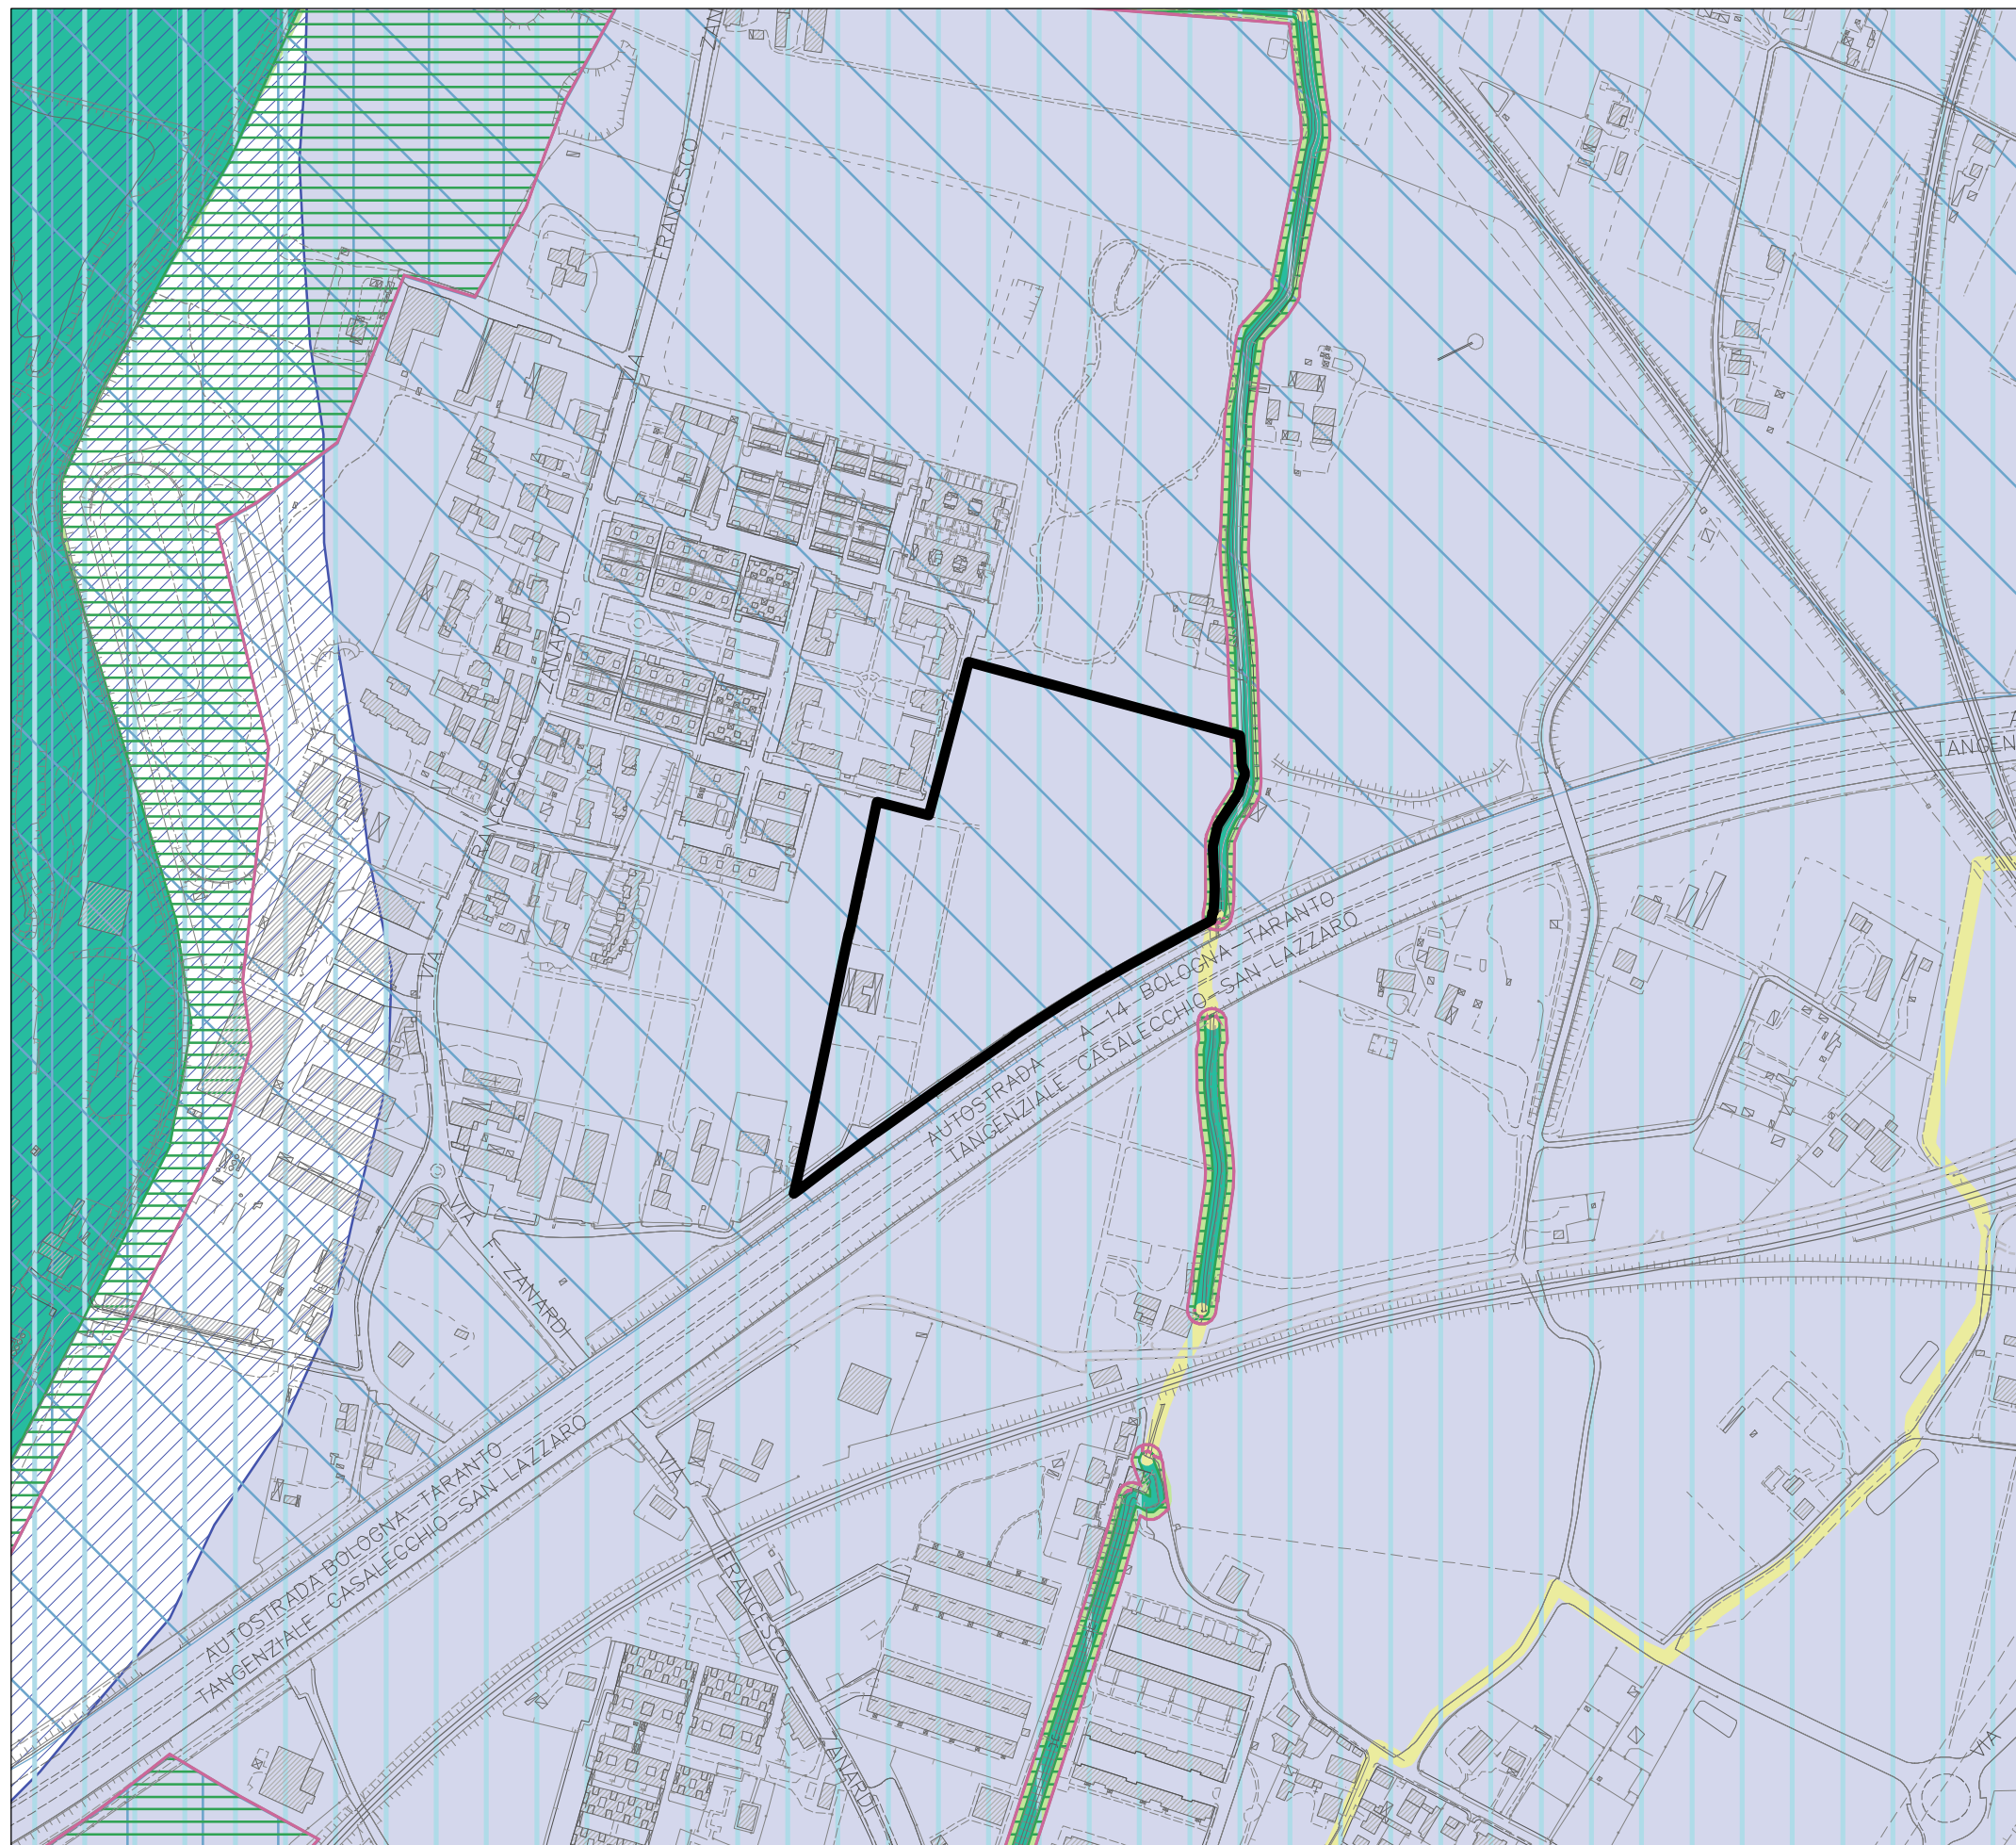 ZAN
FRANCESCO
VIA
ZANARDI
FRANCESCO
VIA
TANGEN
AUTOSTRADA A-14 BOLOGNA-TARANTO
TANGENZIALE CASALECCHIO-SAN LAZZARO
VIA
F. ZANARDI
AUTOSTRADA BOLOGNA-TARANTO
TANGENZIALE CASALECCHIO-SAN LAZZARO
VIA
FRANCESCO
ZANARDI
VIA